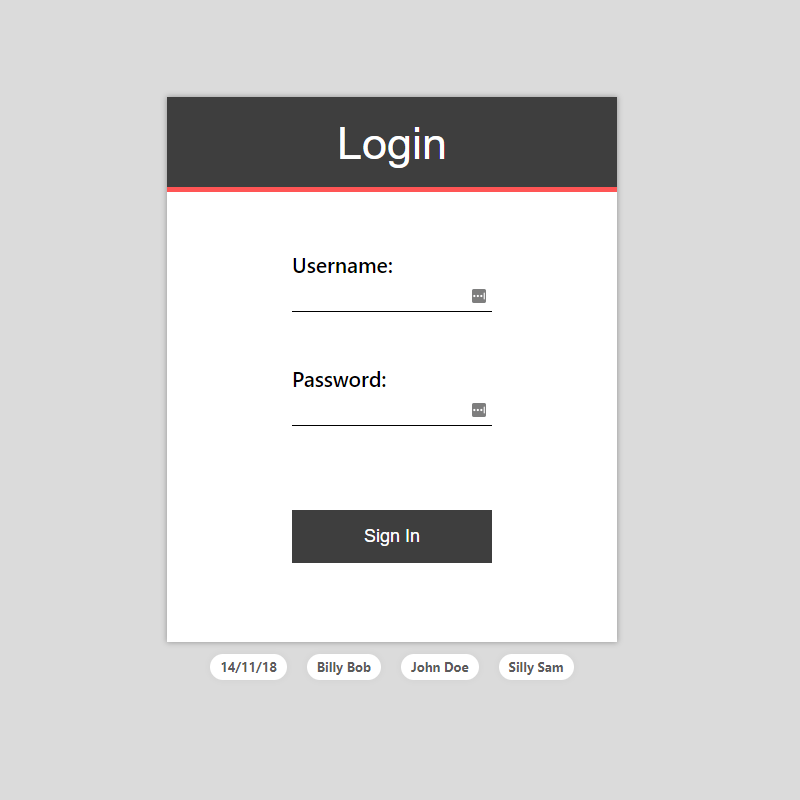 Login
Username:
Password:
Sign In
14/11/18 Billy Bob John Doe Silly Sam